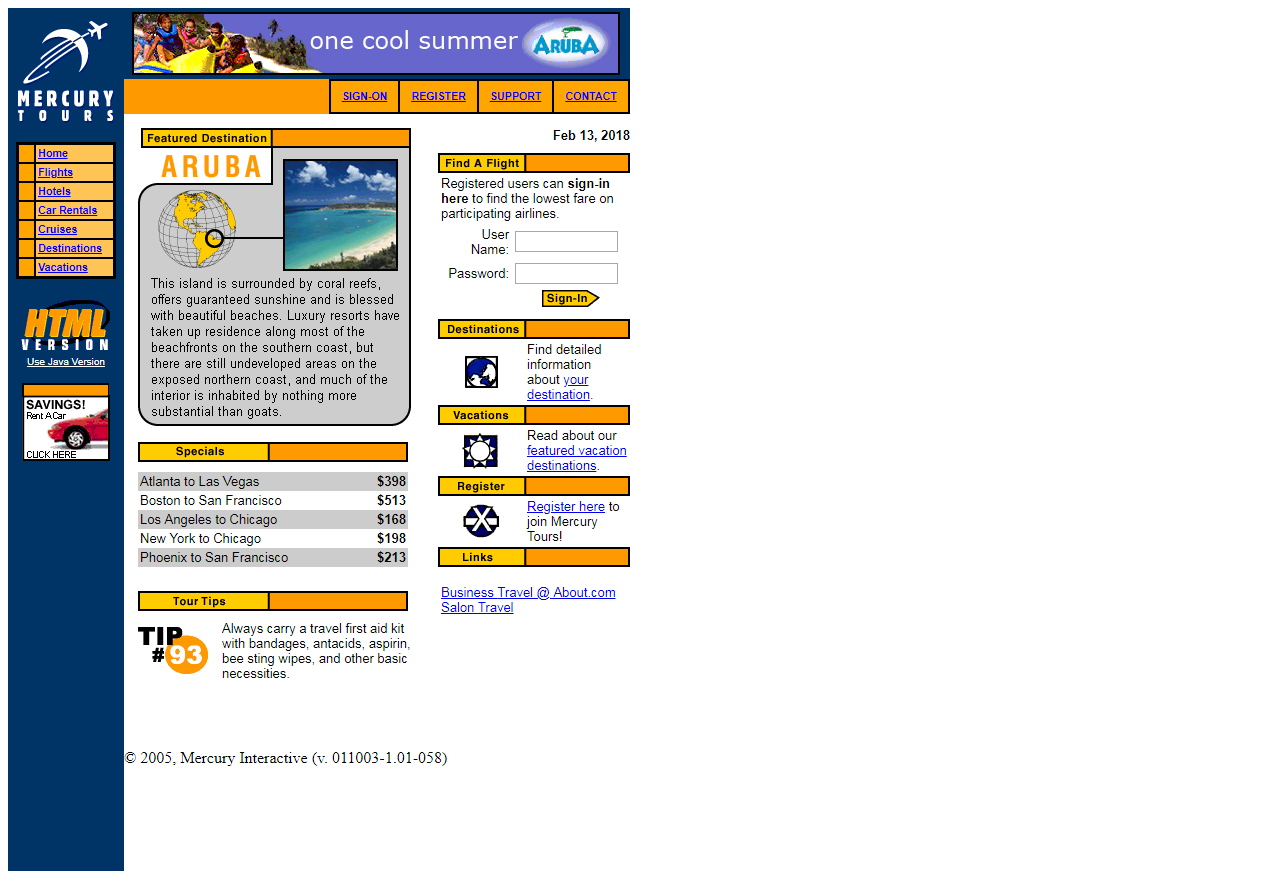 MERCURY
TOURS
one cool summer
ARUBA
SIGN-ON
REGISTER
SUPPORT
CONTACT
Home
Flights
Hotels
Car Rentals
Cruises
Destinations
Vacations
HTML
VERSION
Use Java Version
SAVINGS!
Rent A Car
CLICK HERE
Featured Destination
ARUBA
This island is surrounded by coral reefs,
offers guaranteed sunshine and is blessed
with beautiful beaches. Luxury resorts have
taken up residence along most of the
beachfronts on the southern coast, but
there are still undeveloped areas on the
exposed northern coast, and much of the
interior is inhabited by nothing more
substantial than goats.
Specials
Atlanta to Las Vegas $398
Boston to San Francisco $513
Los Angeles to Chicago $168
New York to Chicago $198
Phoenix to San Francisco $213
Tour Tips
TIP
#93
Always carry a travel first aid kit
with bandages, antacids, aspirin,
bee sting wipes, and other basic
necessities.
Feb 13, 2018
Find A Flight
Registered users can sign-in
here to find the lowest fare on
participating airlines.
User
Name:
Password:
Sign-In
Destinations
Find detailed
information
about your
destination.
Vacations
Read about our
featured vacation
destinations.
Register
Register here to
join Mercury
Tours!
Links
Business Travel @ About.com
Salon Travel
© 2005, Mercury Interactive (v. 011003-1.01-058)